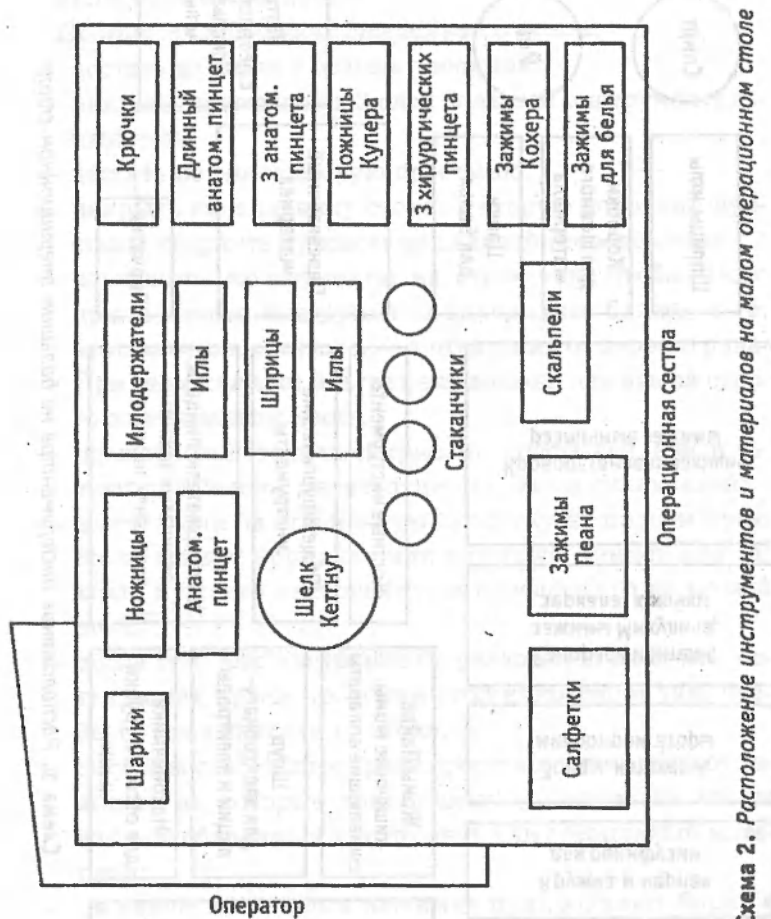 Шарики
Ножницы
Анатом.
пинцет
Иглодержатели
Иглы
Крючки
Длинный
анатом. пинцет
Шелк
Кетгнут
Шприцы
Иглы
3 анатом.
пинцета
Ножницы
Купера
Стаканчики
3 хирургических
пинцета
Салфетки
Зажимы
Пеана
Скальпели
Зажимы
Кохера
Зажимы
для белья
Оператор
Операционная сестра
Схема 2. Расположение инструментов и материалов на малом операционном столе